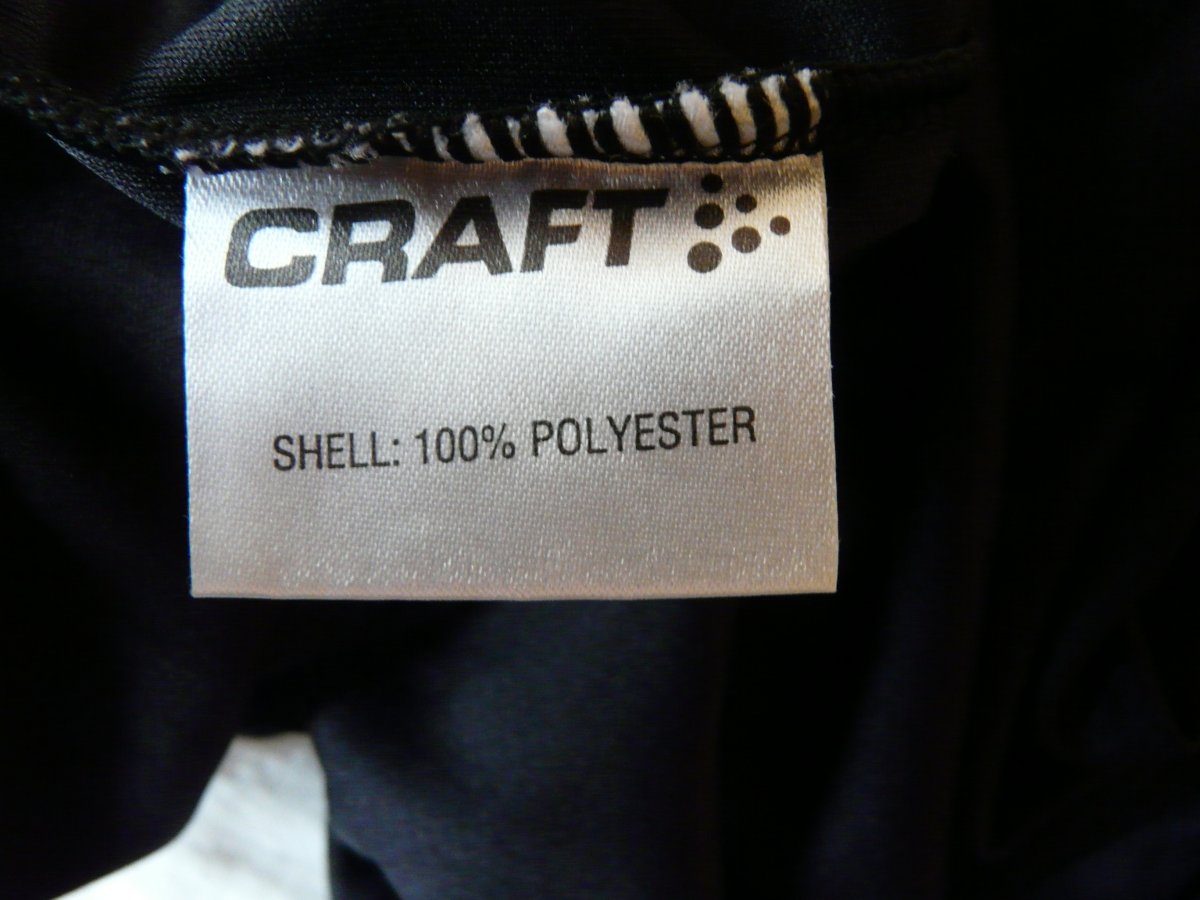 CRAFT
SHELL: 100% POLYESTER